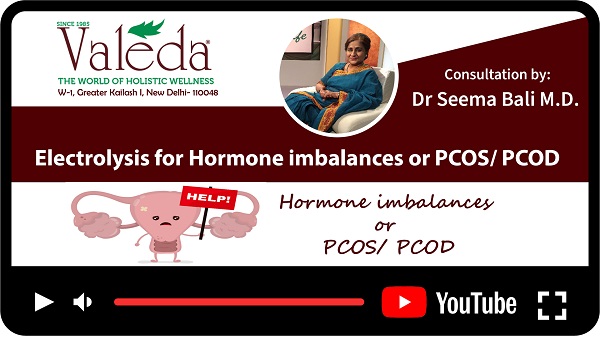 SINCE 1985
Valeda®
THE WORLD OF HOLISTIC WELLNESS
W-1, Greater Kailash I, New Delhi- 110048
Consultation by:
Dr Seema Bali M.D.
Electrolysis for Hormone imbalances or PCOS/ PCOD
HELP!
Hormone imbalances
or
PCOS/ PCOD
YouTube